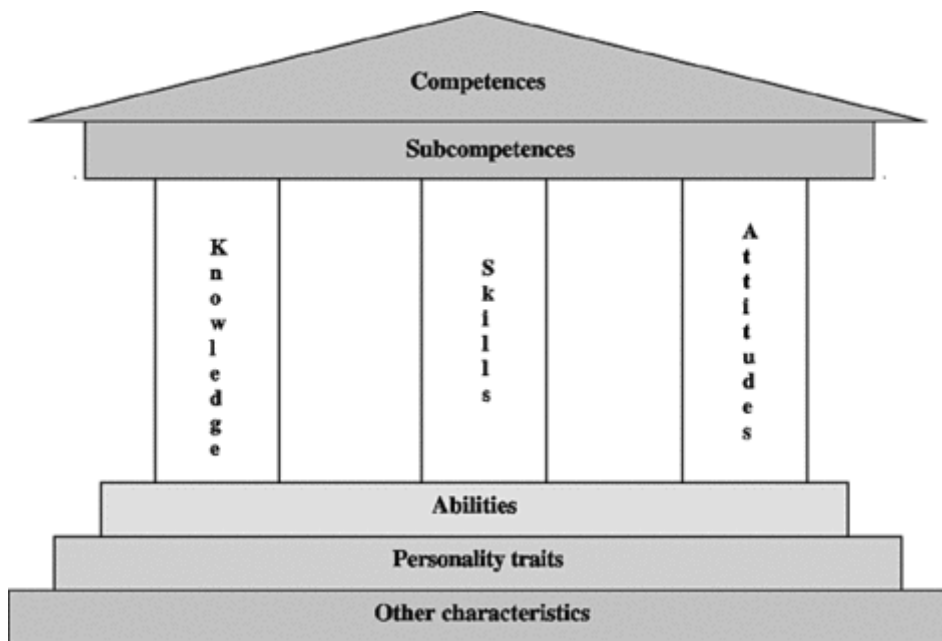 Competences
Subcompetences
Knowledge
Skills
Attitudes
Abilities
Personality traits
Other characteristics